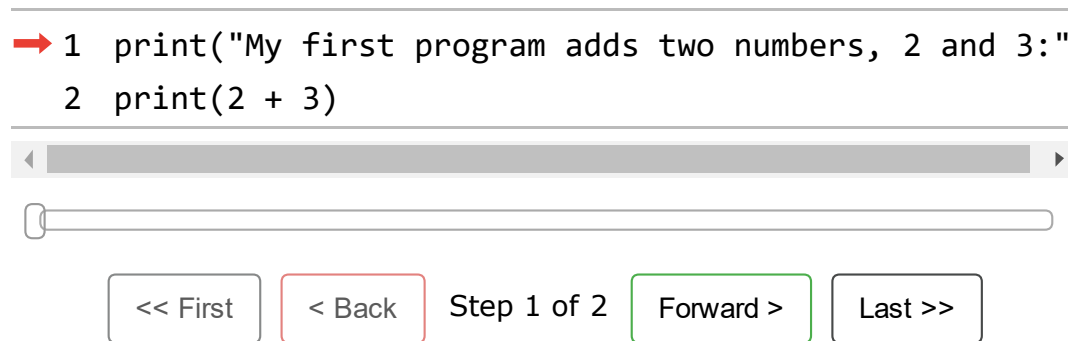 1 print("My first program adds two numbers, 2 and 3:"
2 print(2 + 3)
<< First < Back Step 1 of 2 Forward > Last >>